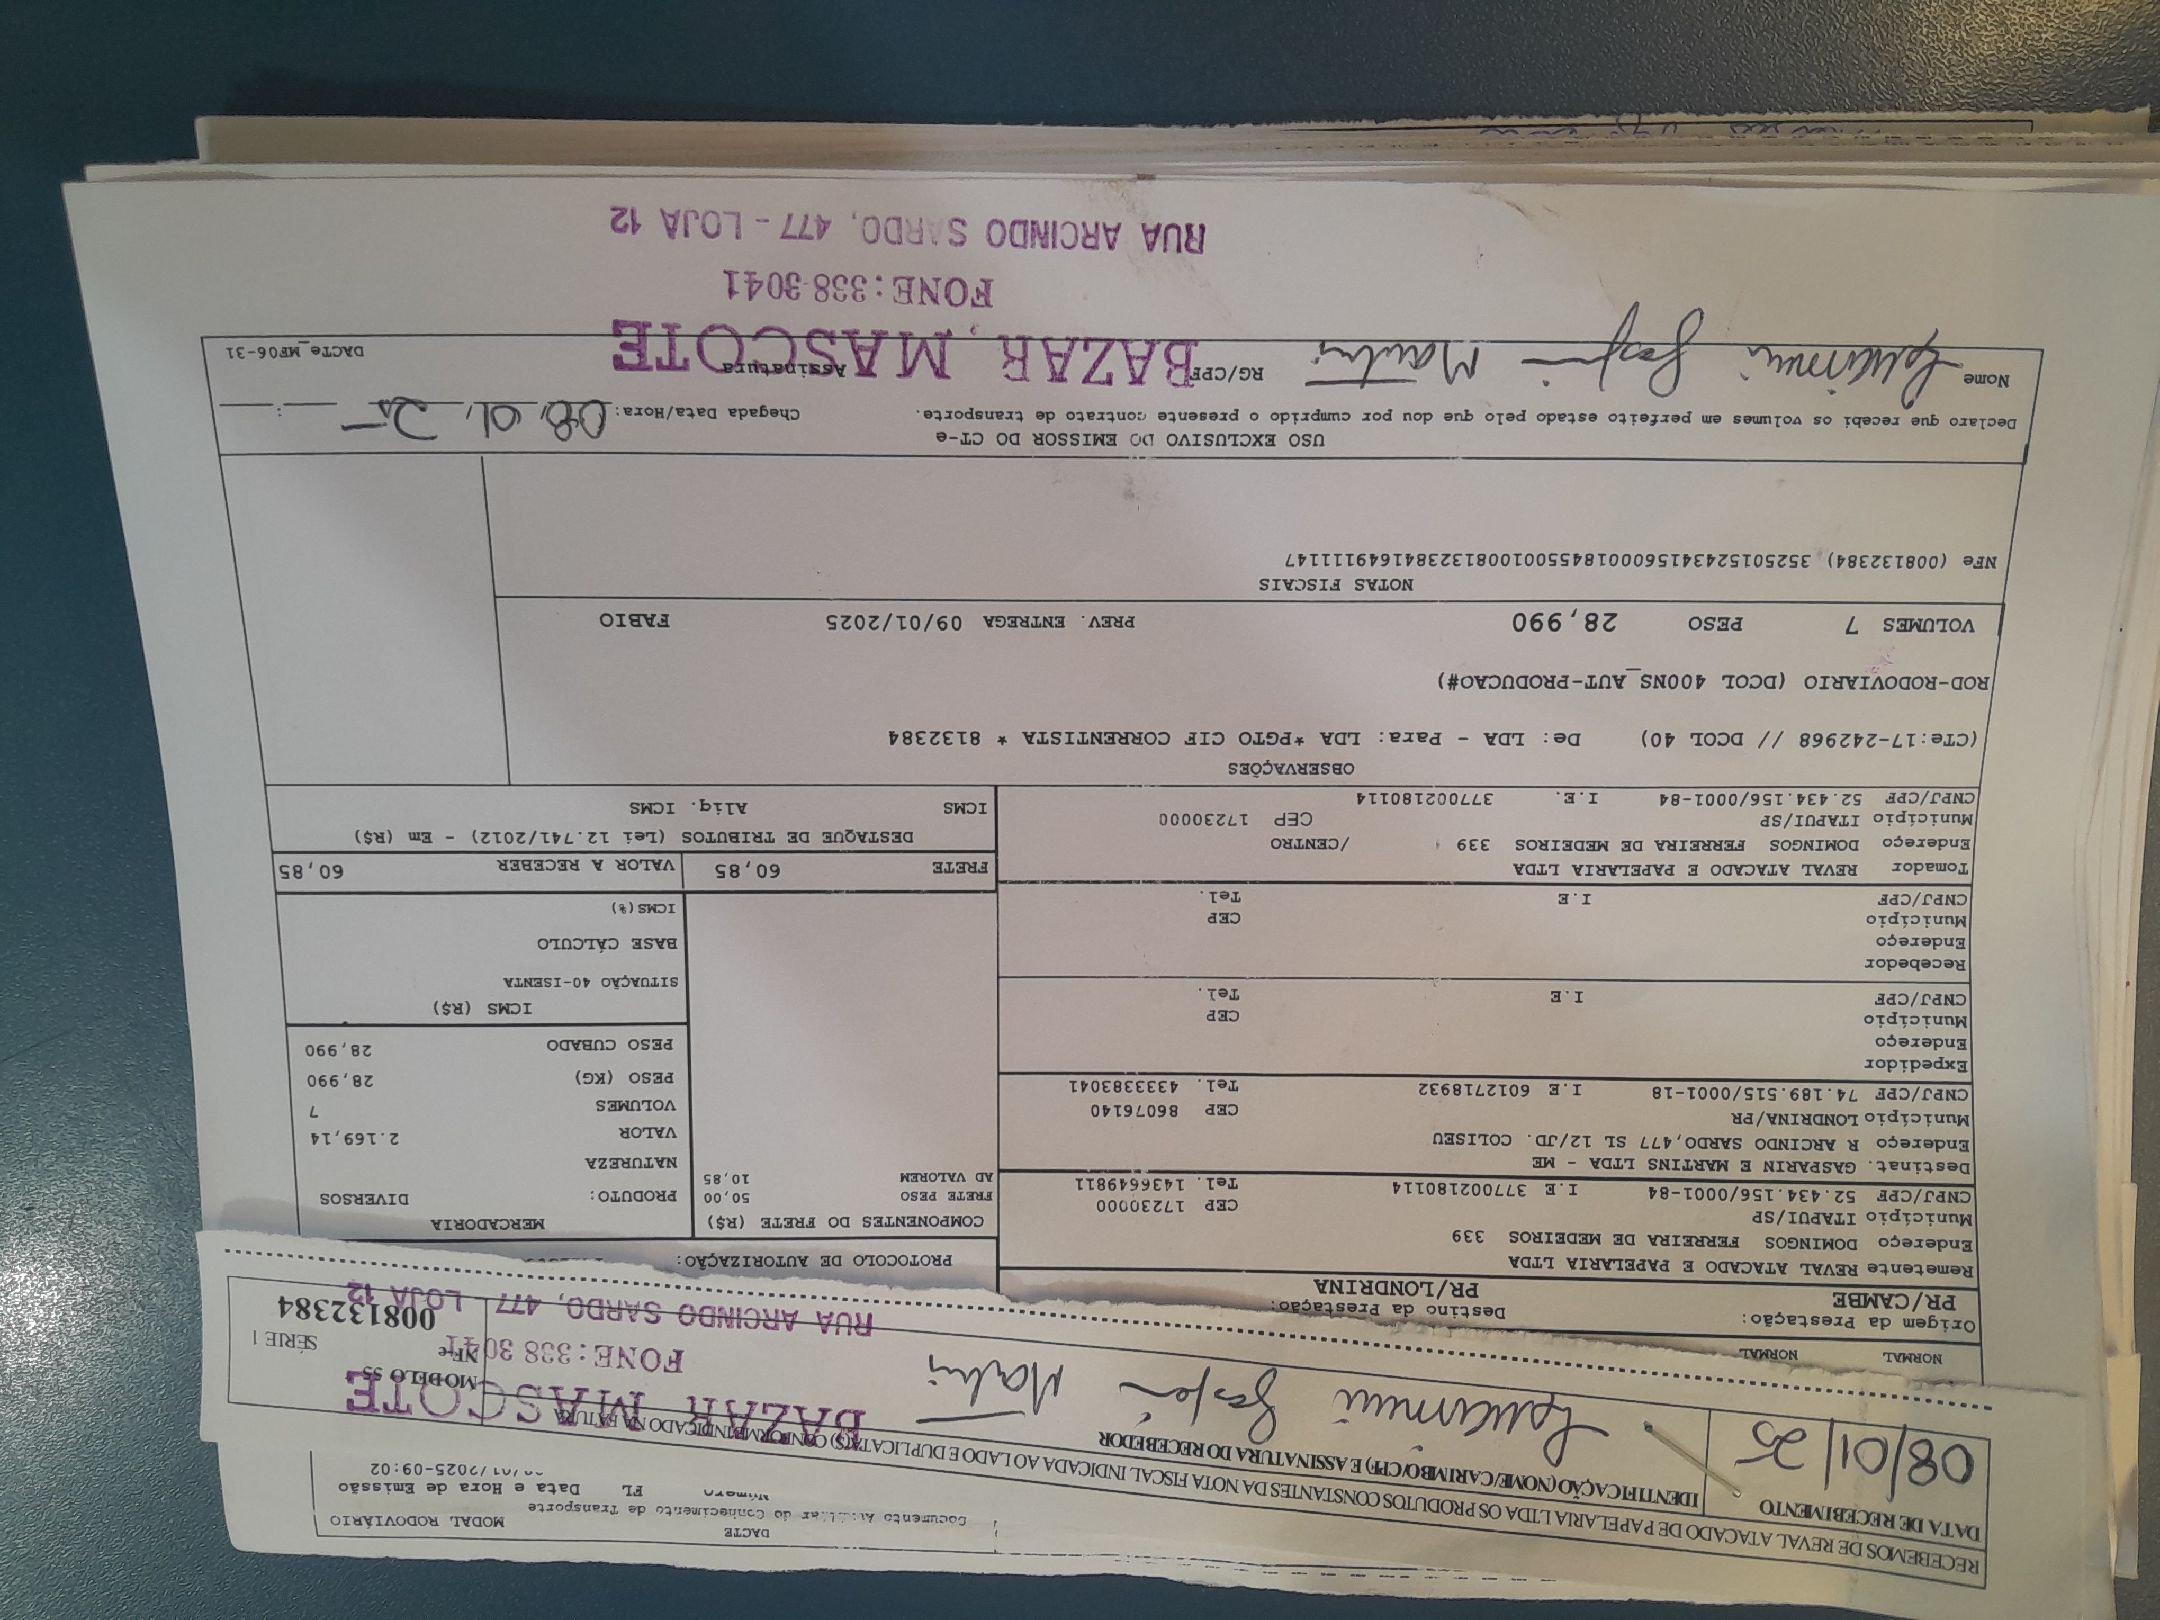 RECEBEMOS DE REVAL ATACADO DE PAPELARIA LTDA OS PRODUTOS CONSTANTES DA NOTA FISCAL INDICADA AO LADO E DUPLICATA(S) CONFORME INDICADO NA FATURA
DATA DE RECEBIMENTO
08/01/25
IDENTIFICAÇÃO (NOME/CARIMBO/CPF) E ASSINATURA DO RECEBEDOR
BAZAR MASCOTE
FONE: 338 3041
RUA ARCINDO SARDO, 477 LOJA 12
MODELO 55
NFe
008132384
SÉRIE 1
DACTE
Documento Auxiliar do Conhecimento de Transporte
MODAL RODOVIÁRIO
Número FL Data e Hora de Emissão
/2025-09:02
NORMAL NORMAL
Origem da Prestação:
PR/CAMBE
Destino da Prestação:
PR/LONDRINA
PROTOCOLO DE AUTORIZAÇÃO:
Remetente REVAL ATACADO E PAPELARIA LTDA
Endereço DOMINGOS FERREIRA DE MEDEIROS 339
Município ITAPUI/SP CEP 17230000
CNPJ/CPF 52.434.156/0001-84 I.E 377002180114 Tel. 1436649811
Destinat. GASPARIN E MARTINS LTDA - ME
Endereço R ARCINDO SARDO,477 SL 12/JD. COLISEU
Município LONDRINA/PR CEP 86076140
CNPJ/CPF 74.189.515/0001-18 I.E 6012718932 Tel. 4333383041
Expedidor
Endereço
Município CEP
CNPJ/CPF I.E Tel.
Recebedor
Endereço
Município CEP
CNPJ/CPF I.E Tel.
Tomador REVAL ATACADO E PAPELARIA LTDA
Endereço DOMINGOS FERREIRA DE MEDEIROS 339 /CENTRO
Município ITAPUI/SP CEP 17230000
CNPJ/CPF 52.434.156/0001-84 I.E. 377002180114
COMPONENTES DO FRETE (R$)
FRETE PESO 50,00
AD VALOREM 10,85
MERCADORIA
PRODUTO: DIVERSOS
NATUREZA
VALOR 2.169,14
VOLUMES 7
PESO (KG) 28,990
PESO CUBADO 28,990
ICMS (R$)
SITUAÇÃO 40-ISENTA
BASE CÁLCULO
ICMS(%)
FRETE 60,85 VALOR A RECEBER 60,85
DESTAQUE DE TRIBUTOS (Lei 12.741/2012) - Em (R$)
ICMS Aliq. ICMS
OBSERVAÇÕES
(CTe:17-242968 // DCOL 40) De: LDA - Para: LDA *PGTO CIF CORRENTISTA * 8132384
ROD-RODOVIARIO (DCOL 400NS_AUT-PRODUCAO#)
VOLUMES 7 PESO 28,990 PREV. ENTREGA 09/01/2025 FABIO
NOTAS FISCAIS
NFe (008132384) 35250152434156000184550010081323841649111147
USO EXCLUSIVO DO EMISSOR DO CT-e
Declaro que recebi os volumes em perfeito estado pelo que dou por cumprido o presente contrato de transporte. Chegada Data/Hora: 08.01.25 __:__
Nome RG/CPF Assinatura
DACTe_MF06-31
BAZAR MASCOTE
FONE: 338-3041
RUA ARCINDO SARDO, 477 - LOJA 12